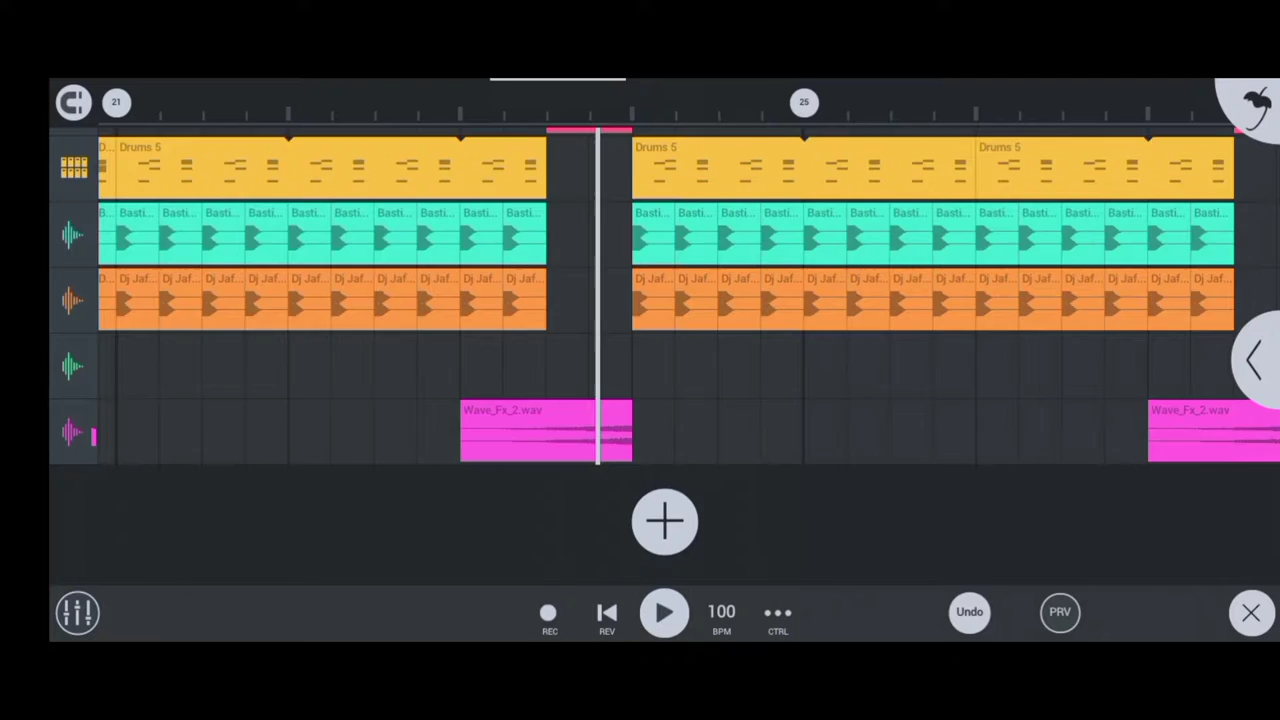 21 25
D... Drums 5 Drums 5 Drums 5
B... Basti... Basti... Basti... Basti... Basti... Basti... Basti... Basti... Basti... Basti... Basti... Basti... Basti... Basti... Basti... Basti... Basti... Basti... Basti... Basti... Basti... Basti... Basti... Basti...
D... Dj Jaf... Dj Jaf... Dj Jaf... Dj Jaf... Dj Jaf... Dj Jaf... Dj Jaf... Dj Jaf... Dj Jaf... Dj Jaf... Dj Jaf... Dj Jaf... Dj Jaf... Dj Jaf... Dj Jaf... Dj Jaf... Dj Jaf... Dj Jaf... Dj Jaf... Dj Jaf... Dj Jaf... Dj Jaf... Dj Jaf... Dj Jaf...
Wave_Fx_2.wav Wave_Fx_2.wav
100 Undo PRV
REC REV BPM CTRL